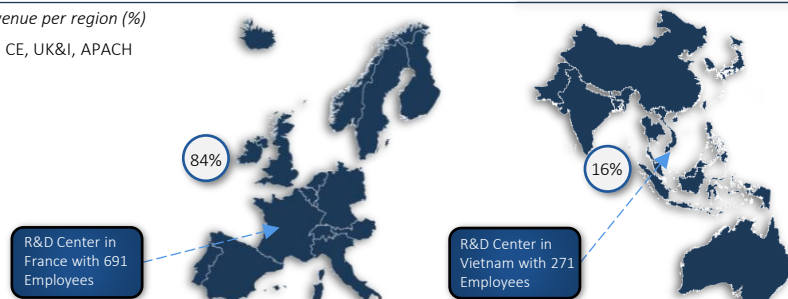 venue per region (%)
CE, UK&I, APACH
84%
16%
R&D Center in
France with 691
Employees
R&D Center in
Vietnam with 271
Employees